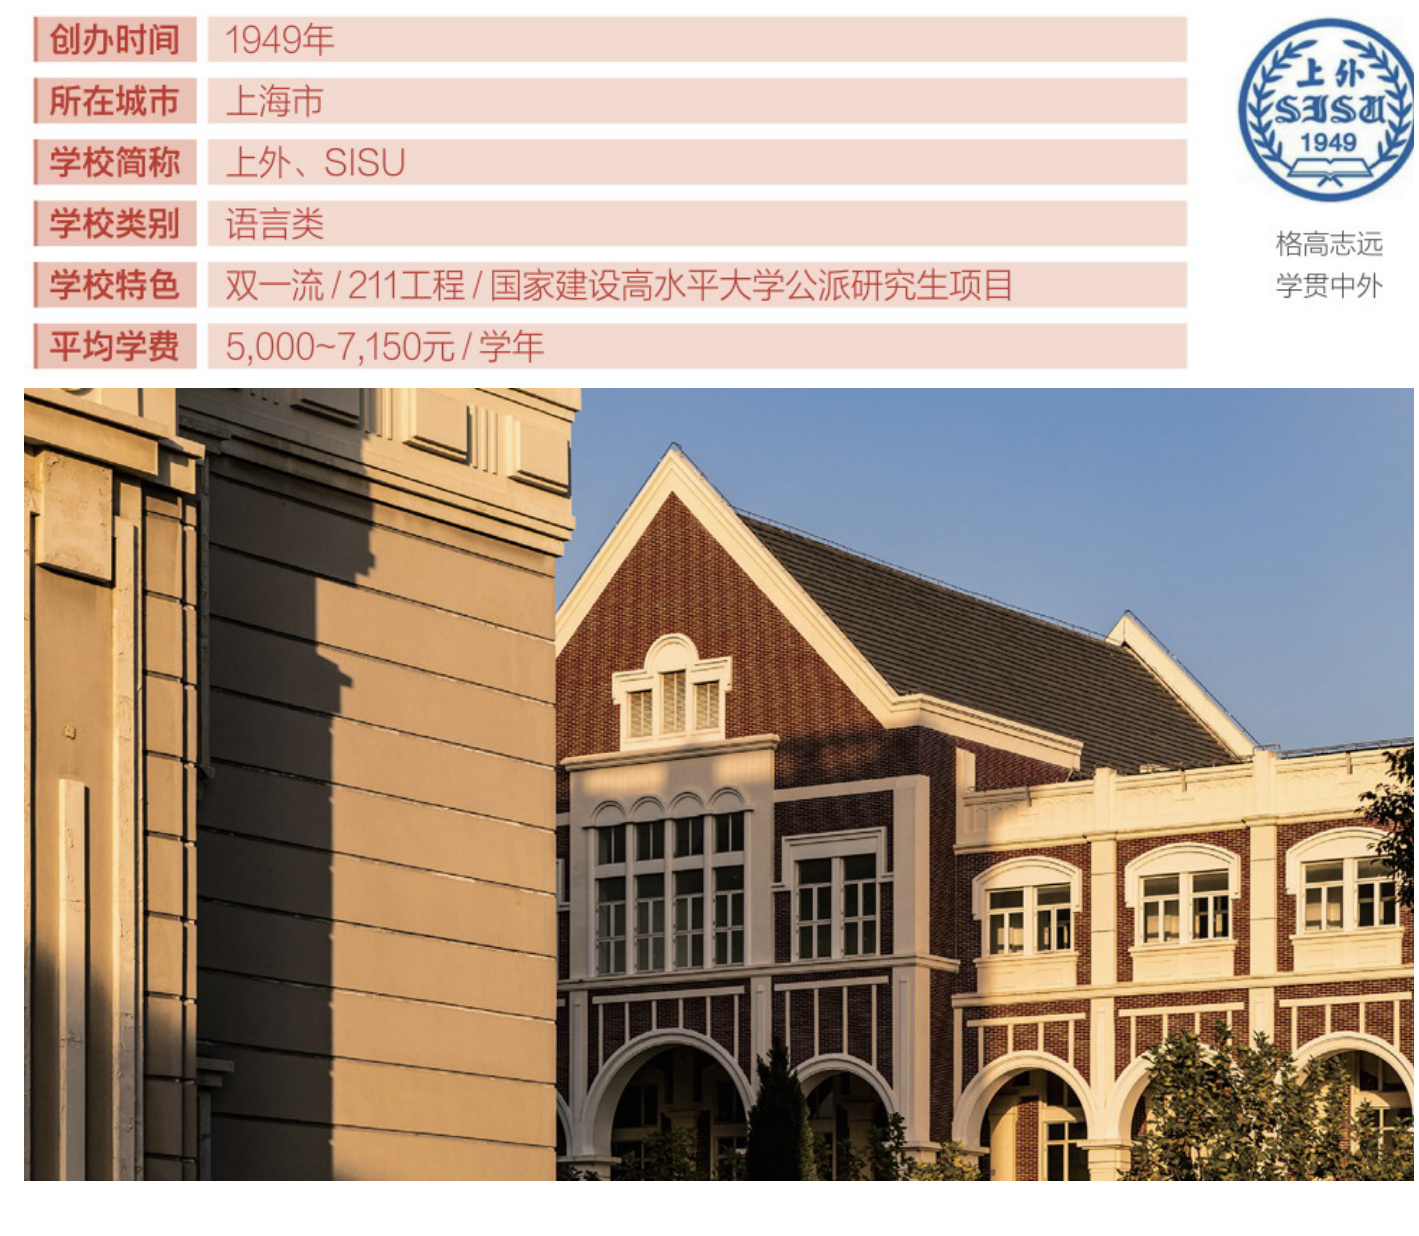 创办时间 1949年
所在城市 上海市
学校简称 上外、SISU
学校类别 语言类
学校特色 双一流 / 211工程 / 国家建设高水平大学公派研究生项目
平均学费 5,000~7,150元 / 学年
上外
SISU
1949
格高志远
学贯中外